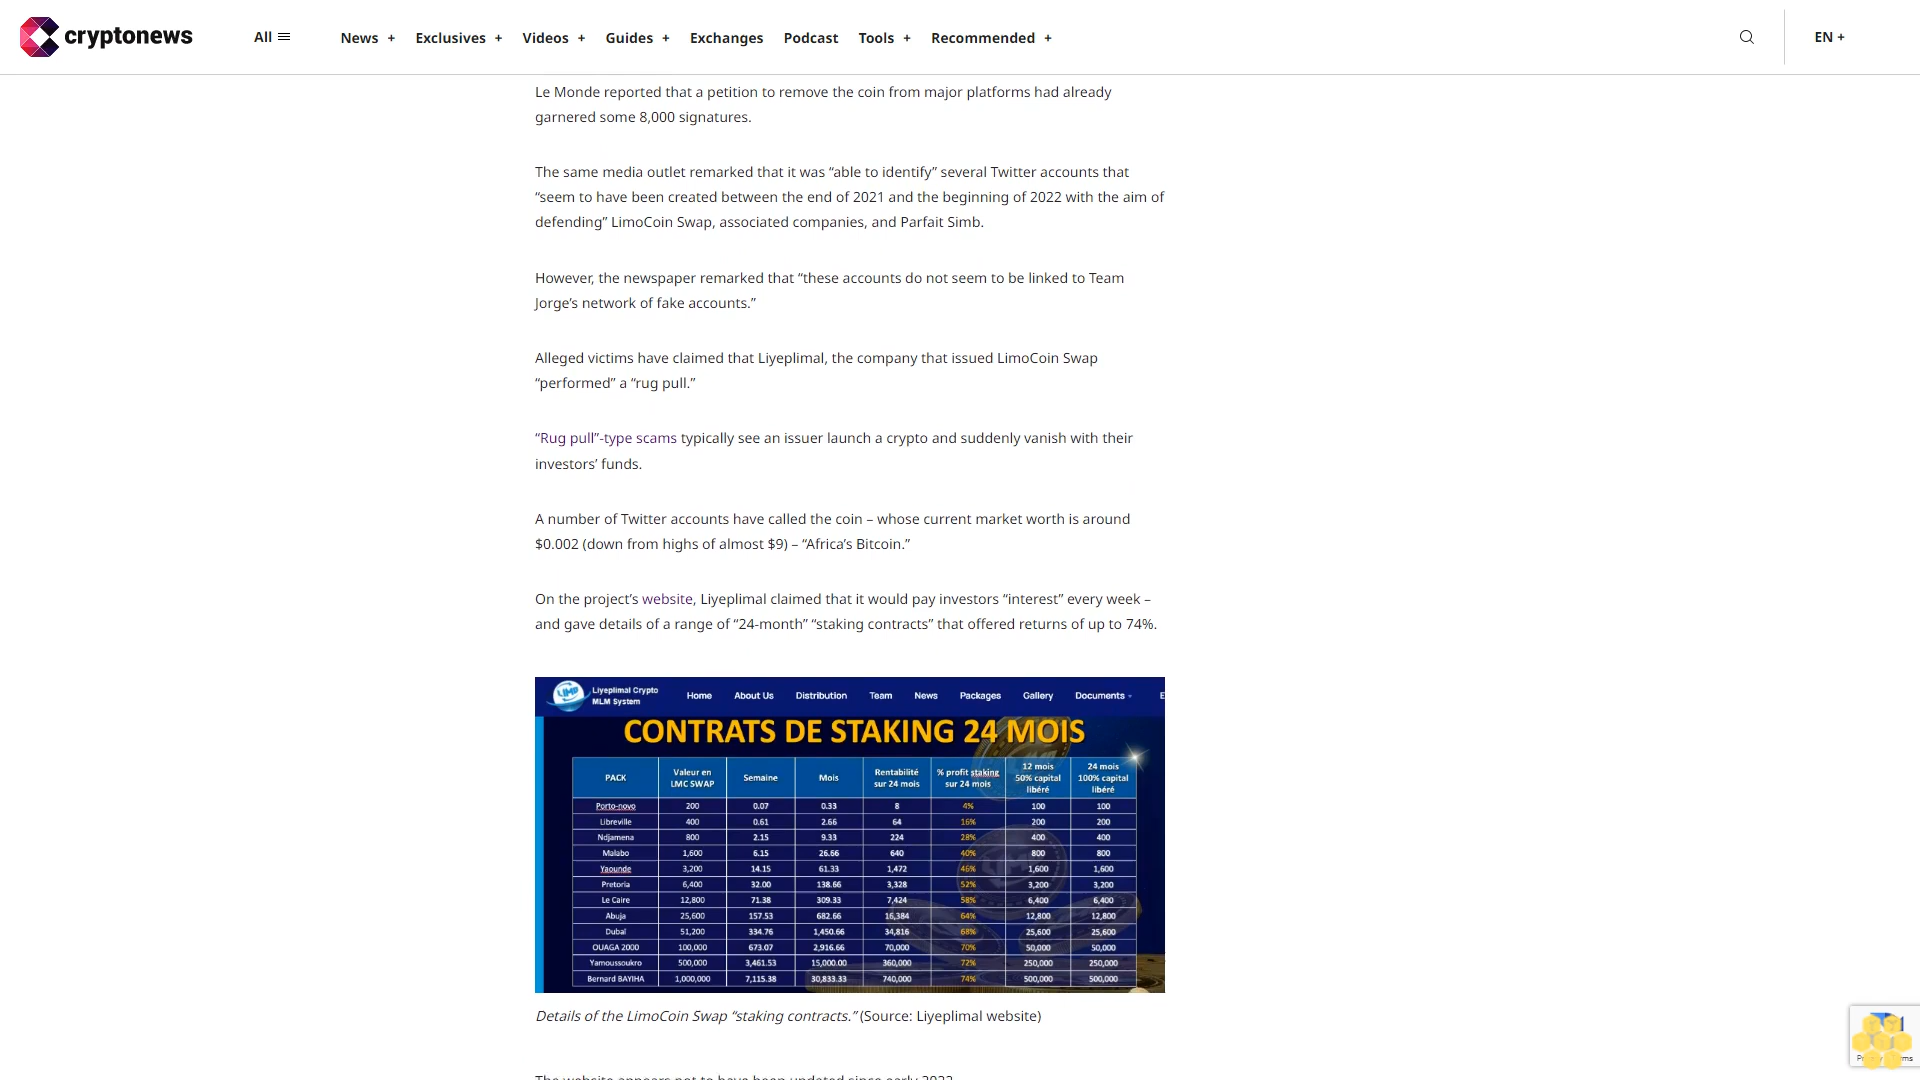 cryptonews
All
News +
Exclusives +
Videos +
Guides +
Exchanges
Podcast
Tools +
Recommended +
EN +
Le Monde reported that a petition to remove the coin from major platforms had already
garnered some 8,000 signatures.
The same media outlet remarked that it was “able to identify” several Twitter accounts that
“seem to have been created between the end of 2021 and the beginning of 2022 with the aim of
defending” LimoCoin Swap, associated companies, and Parfait Simb.
However, the newspaper remarked that “these accounts do not seem to be linked to Team
Jorge’s network of fake accounts.”
Alleged victims have claimed that Liyeplimal, the company that issued LimoCoin Swap
“performed” a “rug pull.”
“Rug pull”-type scams typically see an issuer launch a crypto and suddenly vanish with their
investors’ funds.
A number of Twitter accounts have called the coin – whose current market worth is around
$0.002 (down from highs of almost $9) – “Africa’s Bitcoin.”
On the project’s website, Liyeplimal claimed that it would pay investors “interest” every week –
and gave details of a range of “24-month” “staking contracts” that offered returns of up to 74%.
LIMO
Liyeplimal Crypto
MLM System
Home About Us Distribution Team News Packages Gallery Documents E
CONTRATS DE STAKING 24 MOIS
PACK | Valeur en LMC SWAP | Semaine | Mois | Rentabilité sur 24 mois | % profit staking sur 24 mois | 12 mois 50% capital libéré | 24 mois 100% capital libéré
Porto-novo 200 0.07 0.33 8 4% 100 100
Libreville 400 0.61 2.66 64 16% 200 200
Ndjamena 800 2.15 9.33 224 28% 400 400
Malabo 1,600 6.15 26.66 640 40% 800 800
Yaounde 3,200 14.15 61.33 1,472 46% 1,600 1,600
Pretoria 6,400 32.00 138.66 3,328 52% 3,200 3,200
Le Caire 12,800 71.38 309.33 7,424 58% 6,400 6,400
Abuja 25,600 157.53 682.66 16,384 64% 12,800 12,800
Dubaï 51,200 334.76 1,450.66 34,816 68% 25,600 25,600
OUAGA 2000 100,000 673.07 2,916.66 70,000 70% 50,000 50,000
Yamoussoukro 500,000 3,461.53 15,000.00 360,000 72% 250,000 250,000
Bernard BAYIHA 1,000,000 7,115.38 30,833.33 740,000 74% 500,000 500,000
Details of the LimoCoin Swap “staking contracts.” (Source: Liyeplimal website)
The website appears not to have been updated since early 2022.